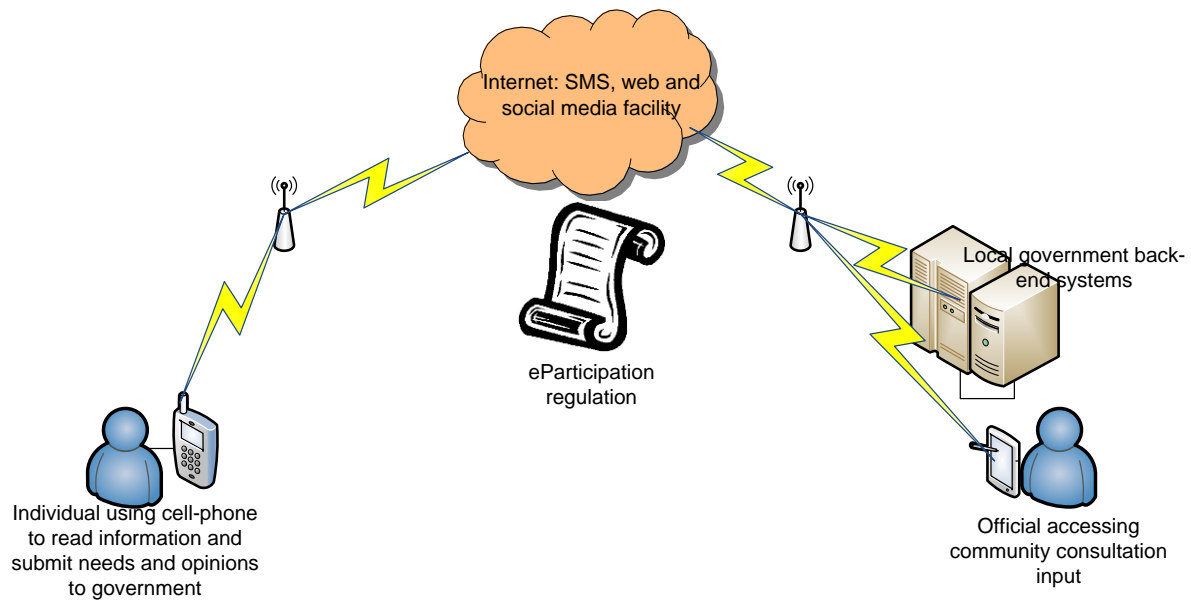 Internet: SMS, web and
social media facility
Local government back-
end systems
eParticipation
regulation
Individual using cell-phone
to read information and
submit needs and opinions
to government
Official accessing
community consultation
input